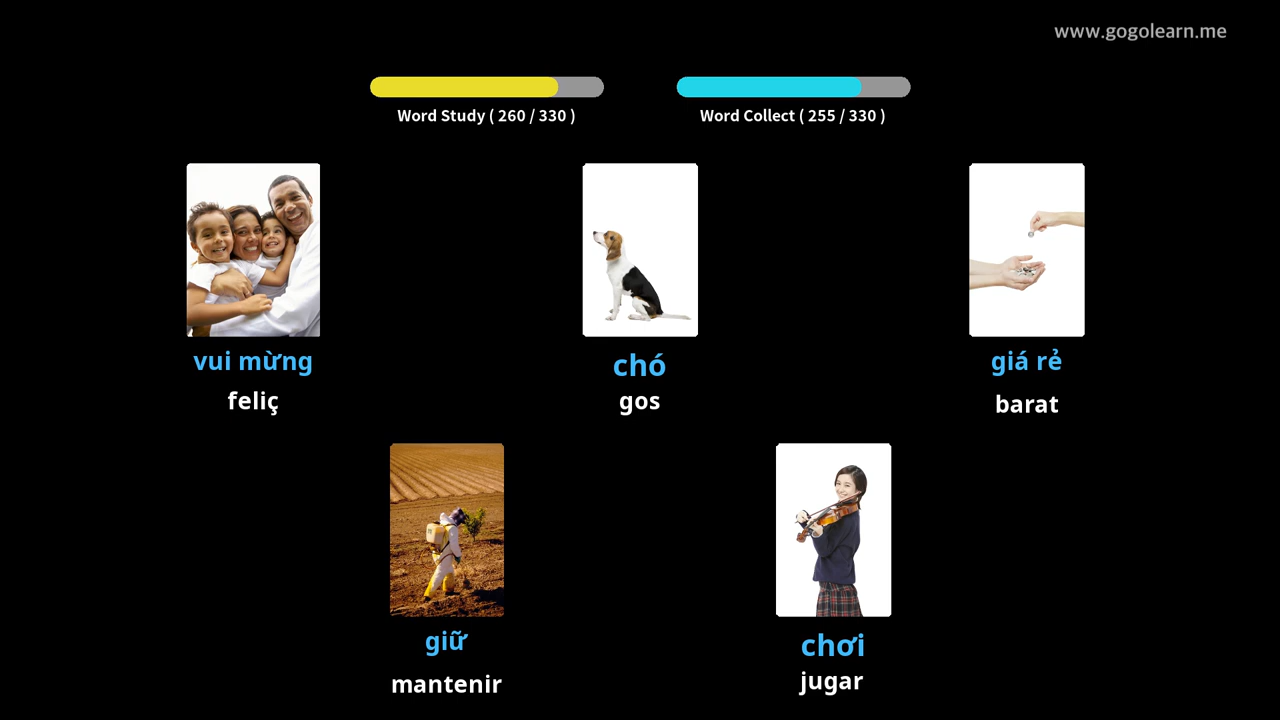 www.gogolearn.me
Word Study ( 260 / 330 )
Word Collect ( 255 / 330 )
vui mừng
feliç
chó
gos
giá rẻ
barat
giữ
mantenir
chơi
jugar